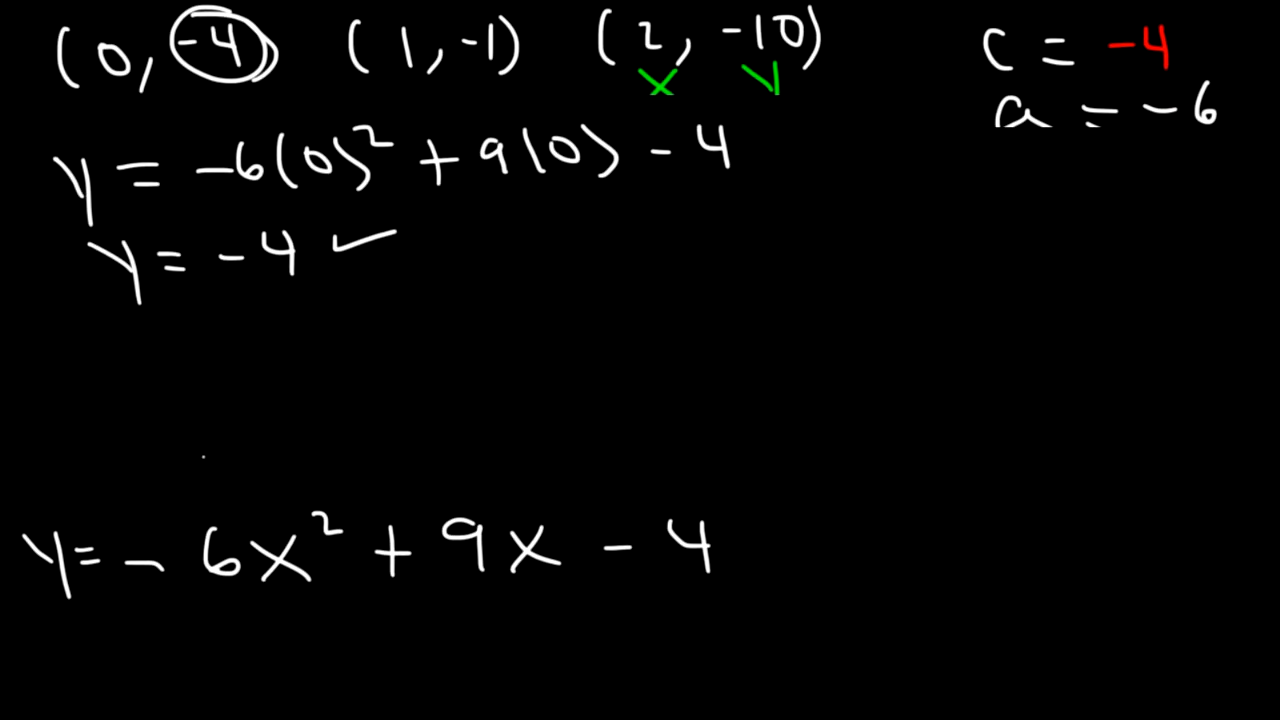 (0, -4) (1, -1) (2, -10) c = -4
x y
a = -6
y = -6(0)² + 9(0) - 4
y = -4 ✓
y = -6x² + 9x - 4